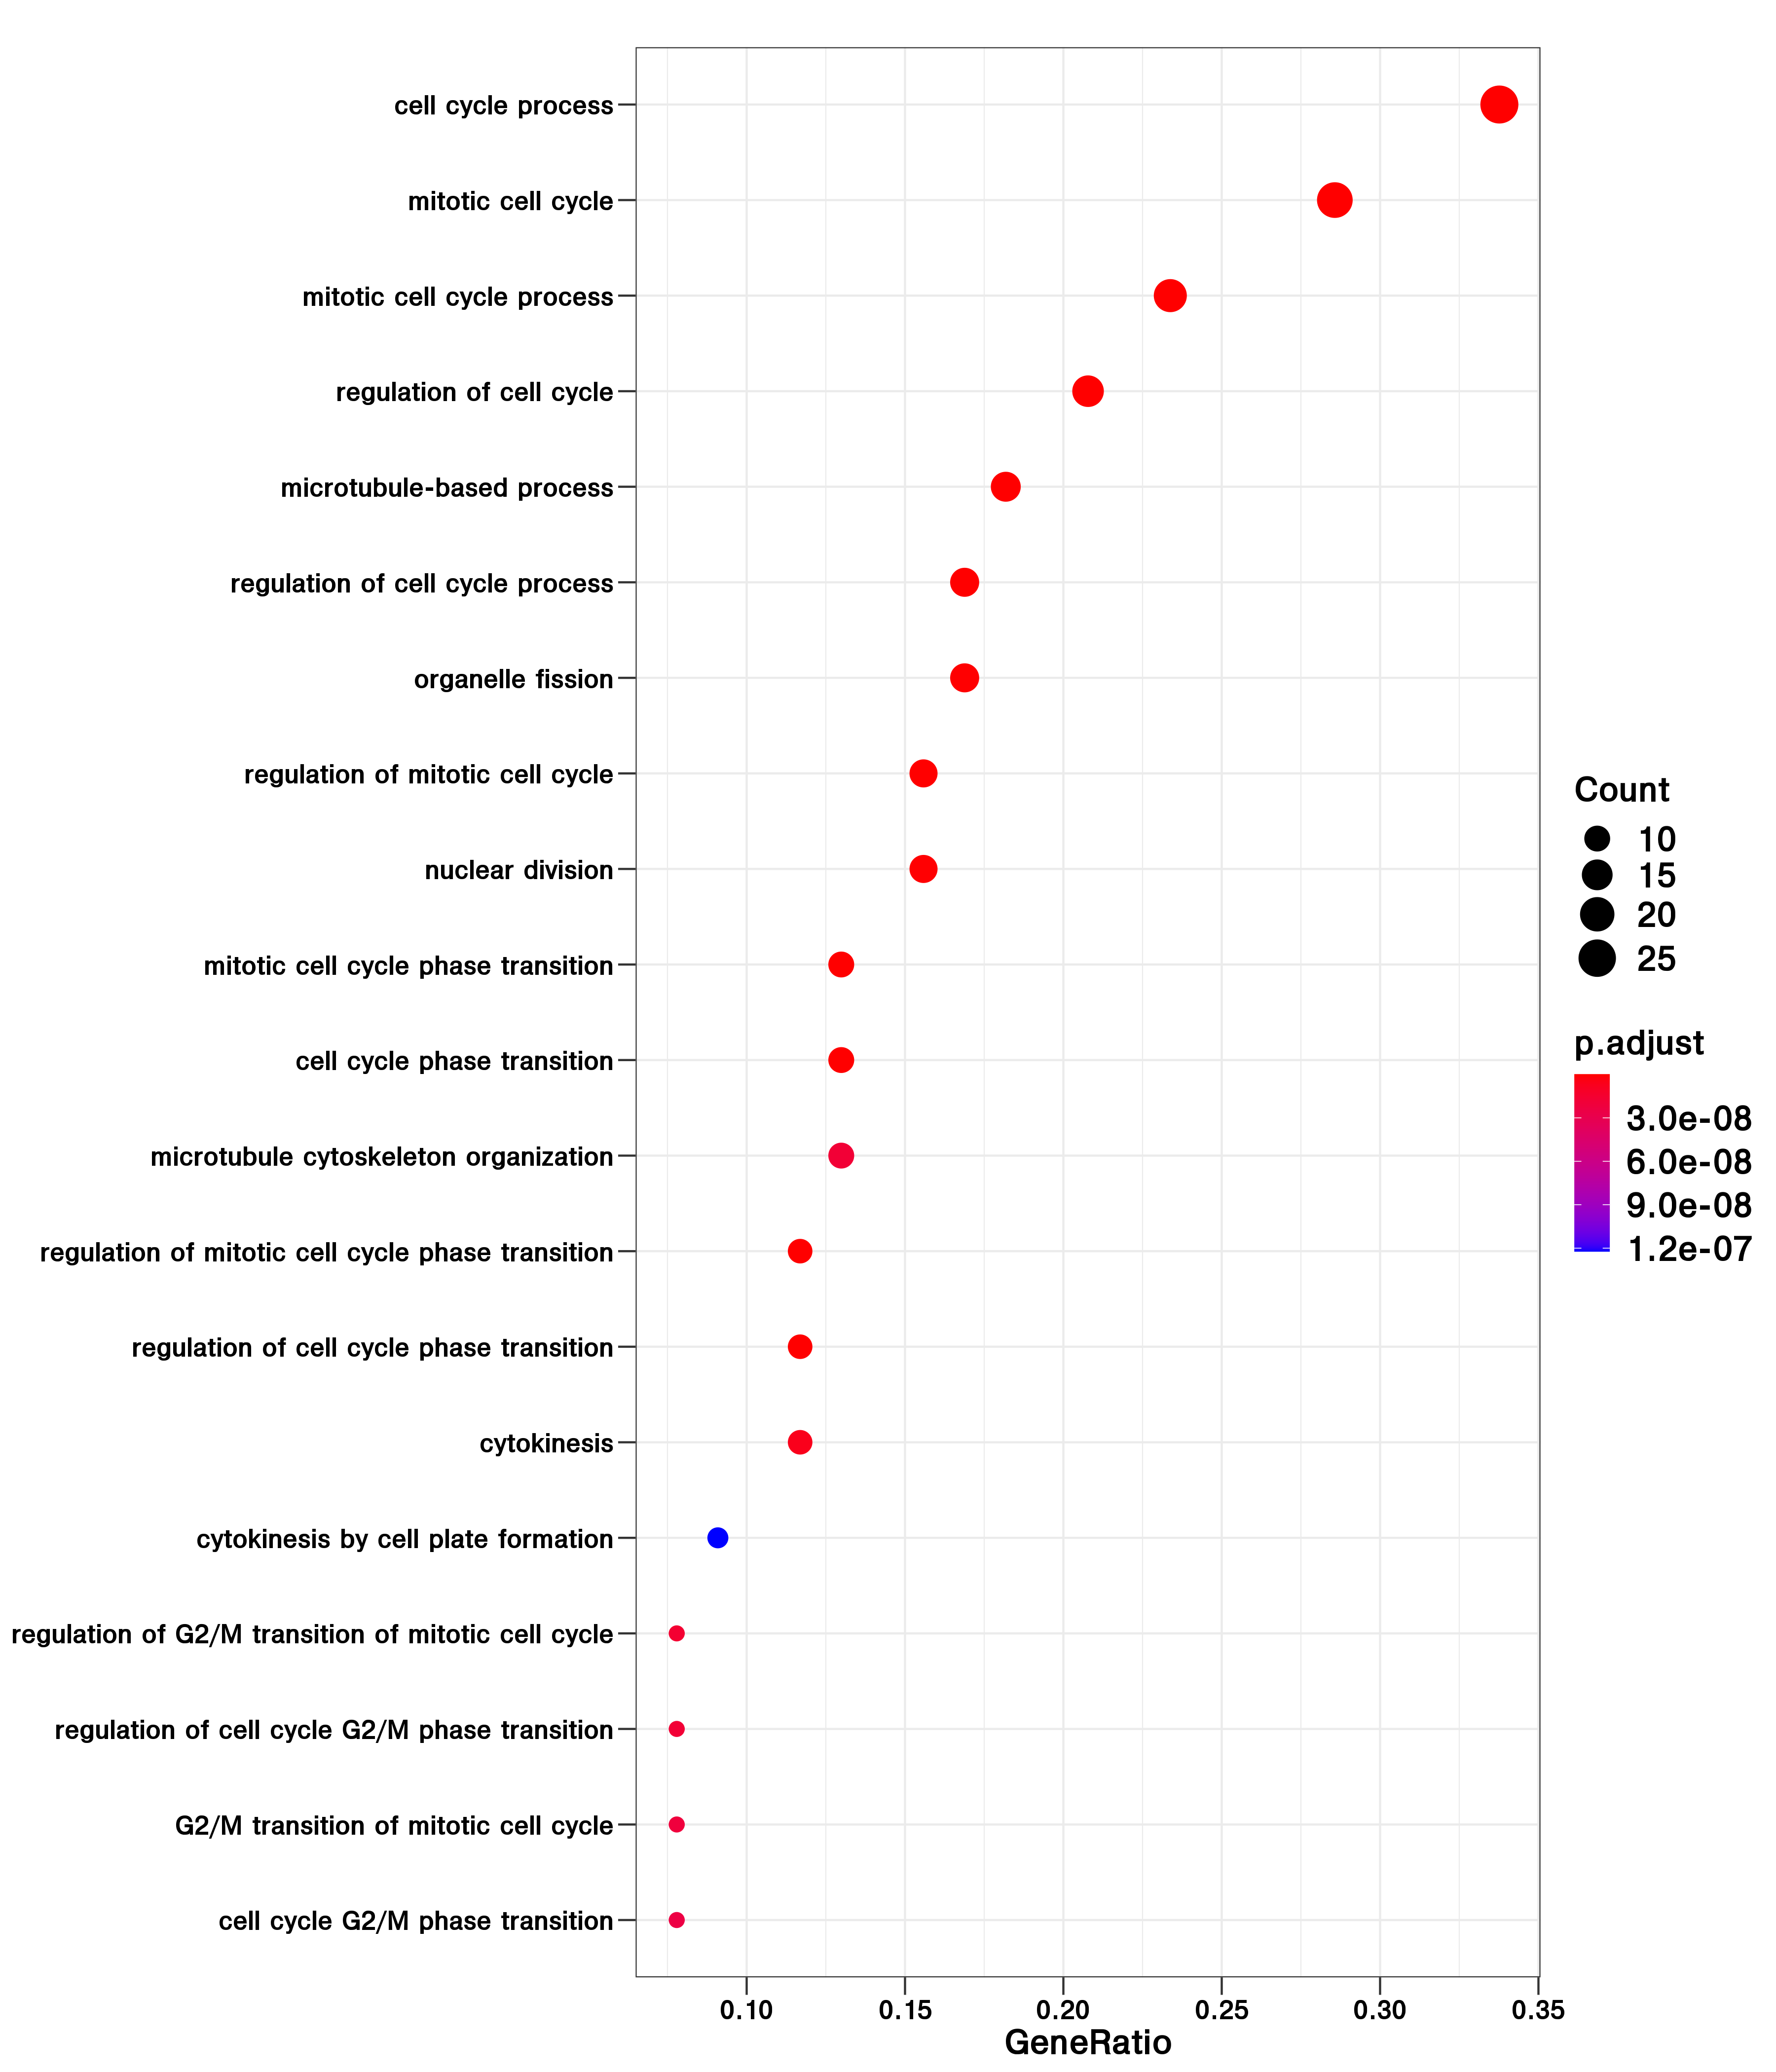 cell cycle process
mitotic cell cycle
mitotic cell cycle process
regulation of cell cycle
microtubule-based process
regulation of cell cycle process
organelle fission
regulation of mitotic cell cycle
nuclear division
mitotic cell cycle phase transition
cell cycle phase transition
microtubule cytoskeleton organization
regulation of mitotic cell cycle phase transition
regulation of cell cycle phase transition
cytokinesis
cytokinesis by cell plate formation
regulation of G2/M transition of mitotic cell cycle
regulation of cell cycle G2/M phase transition
G2/M transition of mitotic cell cycle
cell cycle G2/M phase transition
0.10 0.15 0.20 0.25 0.30 0.35
GeneRatio
Count
10
15
20
25
p.adjust
3.0e-08
6.0e-08
9.0e-08
1.2e-07